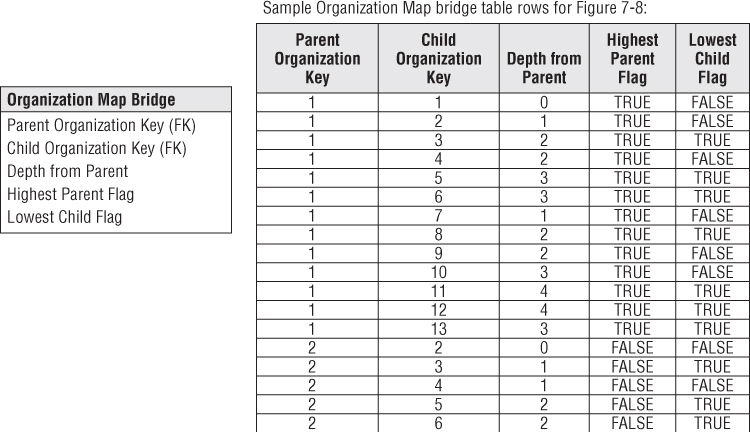 Sample Organization Map bridge table rows for Figure 7-8:
Organization Map Bridge
Parent Organization Key (FK)
Child Organization Key (FK)
Depth from Parent
Highest Parent Flag
Lowest Child Flag
Parent Organization Key Child Organization Key Depth from Parent Highest Parent Flag Lowest Child Flag
1 1 0 TRUE FALSE
1 2 1 TRUE FALSE
1 3 2 TRUE TRUE
1 4 2 TRUE FALSE
1 5 3 TRUE TRUE
1 6 3 TRUE TRUE
1 7 1 TRUE FALSE
1 8 2 TRUE TRUE
1 9 2 TRUE FALSE
1 10 3 TRUE FALSE
1 11 4 TRUE TRUE
1 12 4 TRUE TRUE
1 13 3 TRUE TRUE
2 2 0 FALSE FALSE
2 3 1 FALSE TRUE
2 4 1 FALSE FALSE
2 5 2 FALSE TRUE
2 6 2 FALSE TRUE